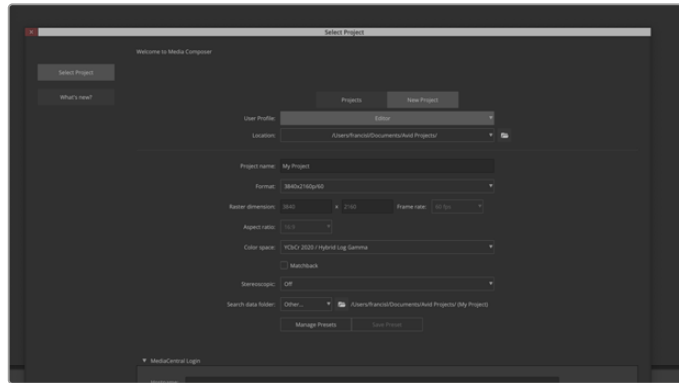 Select Project
Welcome to Media Composer
Select Project
What's new?
Projects New Project
User Profile: Editor
Location: /Users/francisl/Documents/Avid Projects/
Project name: My Project
Format: 3840x2160p/60
Raster dimension: 3840 x 2160 Frame rate: 60 fps
Aspect ratio: 16:9
Color space: YCbCr 2020 / Hybrid Log Gamma
Matchback
Stereoscopic: Off
Search data folder: Other... /Users/francisl/Documents/Avid Projects/ (My Project)
Manage Presets Save Preset
MediaCentral Login